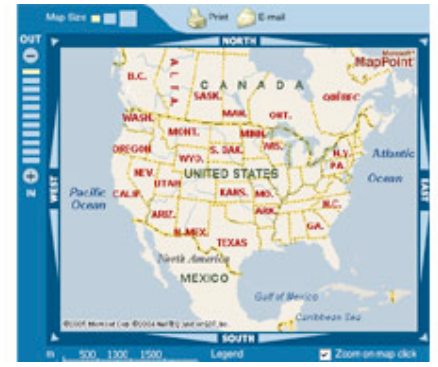 Map Size Print E-mail
OUT
NORTH
Microsoft
MapPoint
B.C. ALTA
CANADA
SASK.
QUÉBEC
WASH. MAN. ONT.
MONT. MINN.
OREGON S. DAK. WIS. N.Y. Atlantic
WYO. PA.
NEV. UNITED STATES Ocean
UTAH
IN WEST EAST
Pacific CALIF. KANS. MO.
Ocean N.C.
ARIZ. ARK.
GA.
N. MEX.
TEXAS
North America
MEXICO
Gulf of Mexico
Caribbean Sea
SOUTH
m 500 1000 1500 Legend Zoom on map click